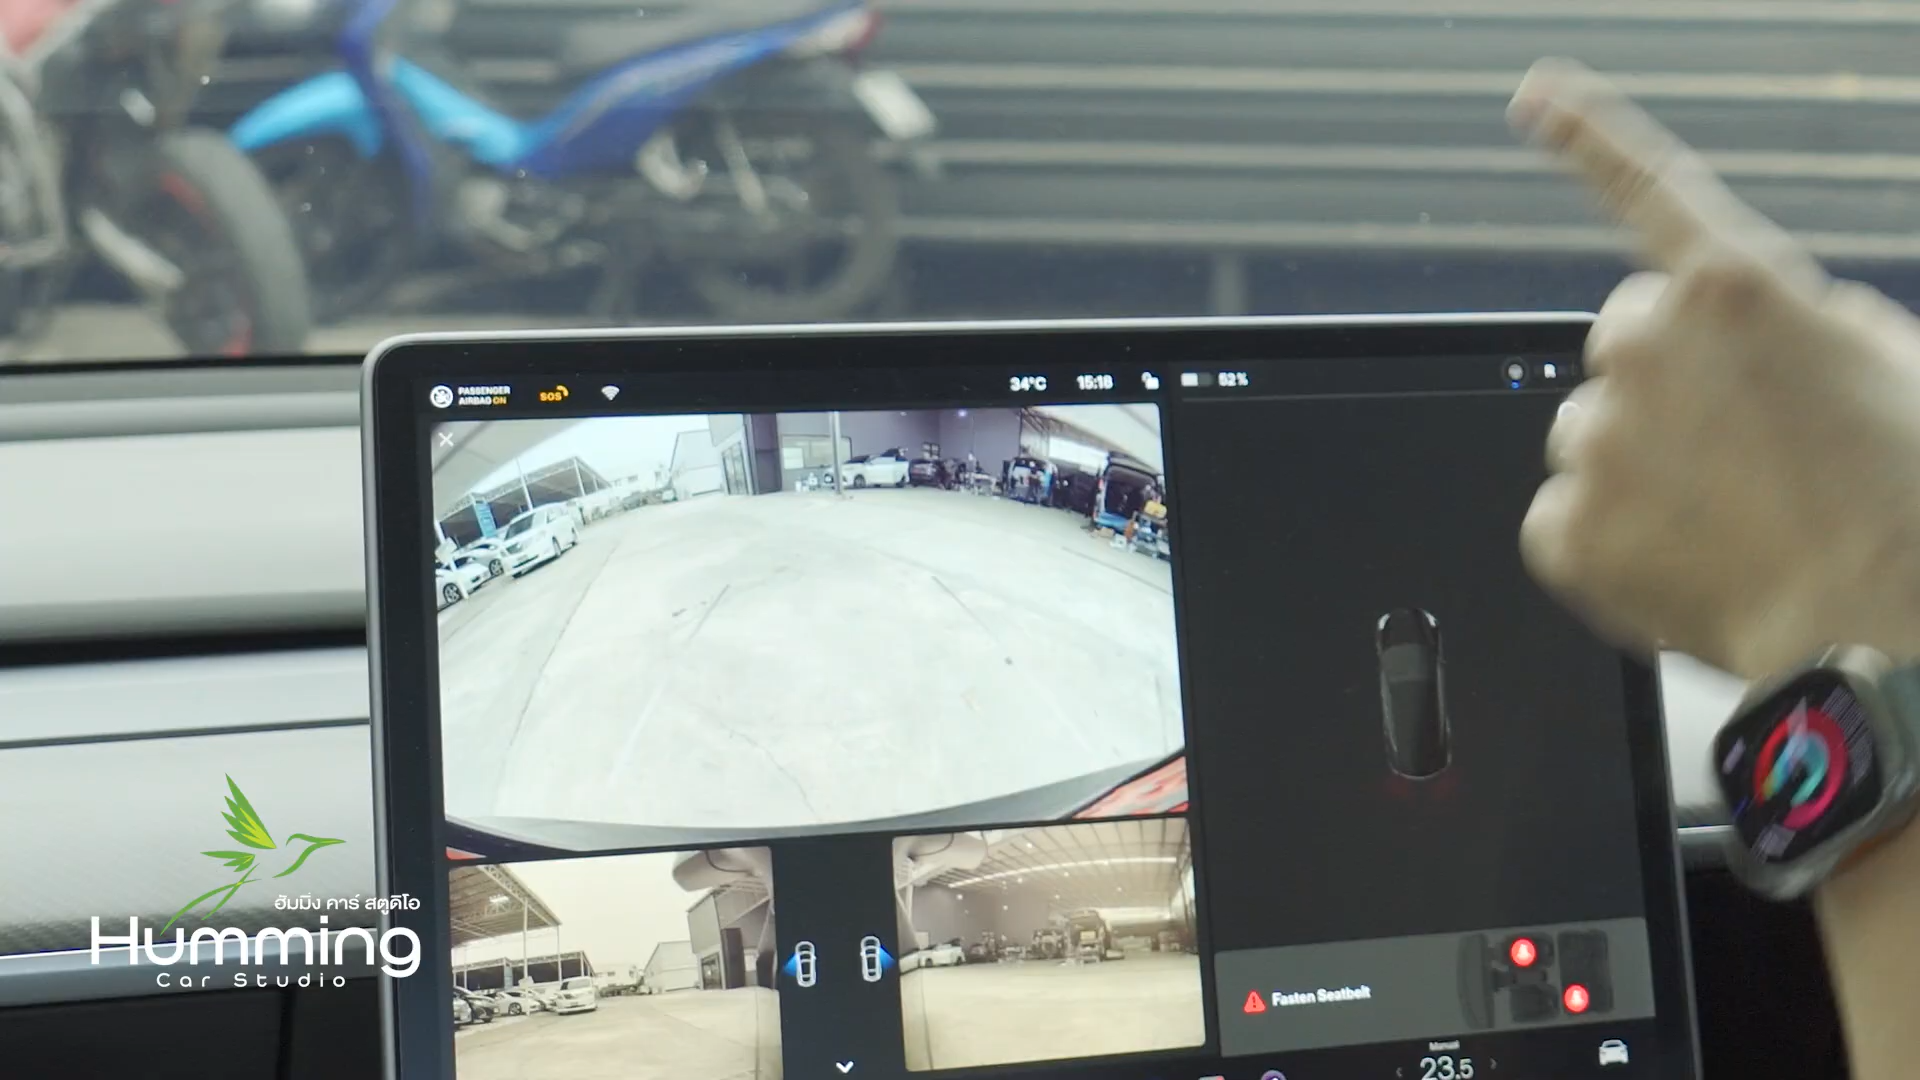 PASSENGER
AIRBAG ON
SOS
34°C
15:18
52%
R
Fasten Seatbelt
Manual
23.5
ฮัมมิ่ง คาร์ สตูดิโอ
Humming
Car Studio